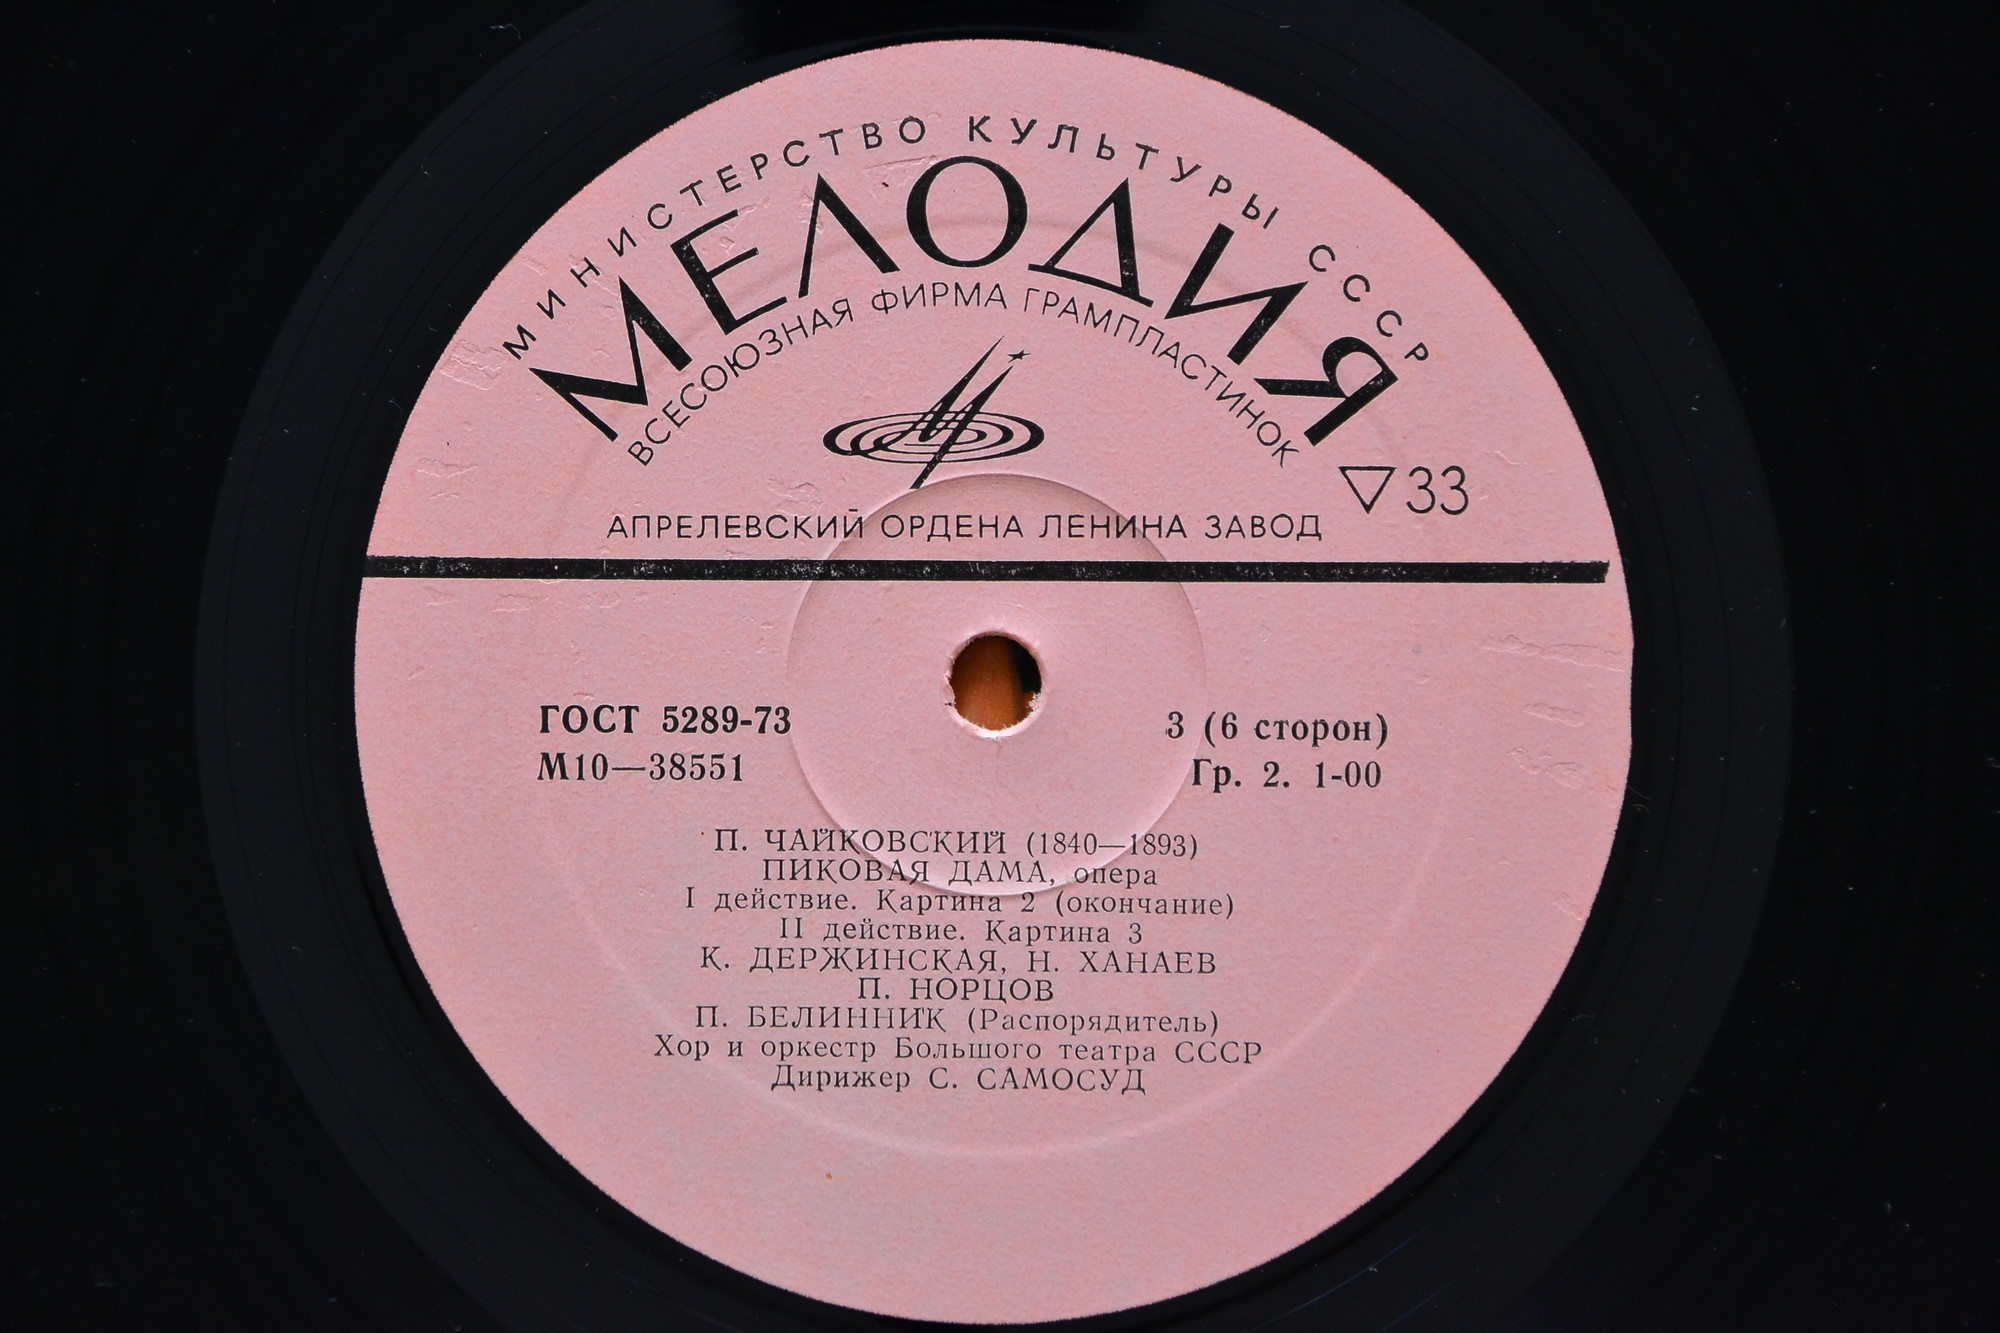 МИНИСТЕРСТВО КУЛЬТУРЫ СССР
МЕЛОДИЯ
ВСЕСОЮЗНАЯ ФИРМА ГРАМПЛАСТИНОК
33
АПРЕЛЕВСКИЙ ОРДЕНА ЛЕНИНА ЗАВОД
ГОСТ 5289-73
М10—38551
3 (6 сторон)
Гр. 2. 1-00
П. ЧАЙКОВСКИЙ (1840—1893)
ПИКОВАЯ ДАМА, опера
I действие. Картина 2 (окончание)
II действие. Картина 3
К. ДЕРЖИНСКАЯ, Н. ХАНАЕВ
П. НОРЦОВ
П. БЕЛИННИК (Распорядитель)
Хор и оркестр Большого театра СССР
Дирижер С. САМОСУД